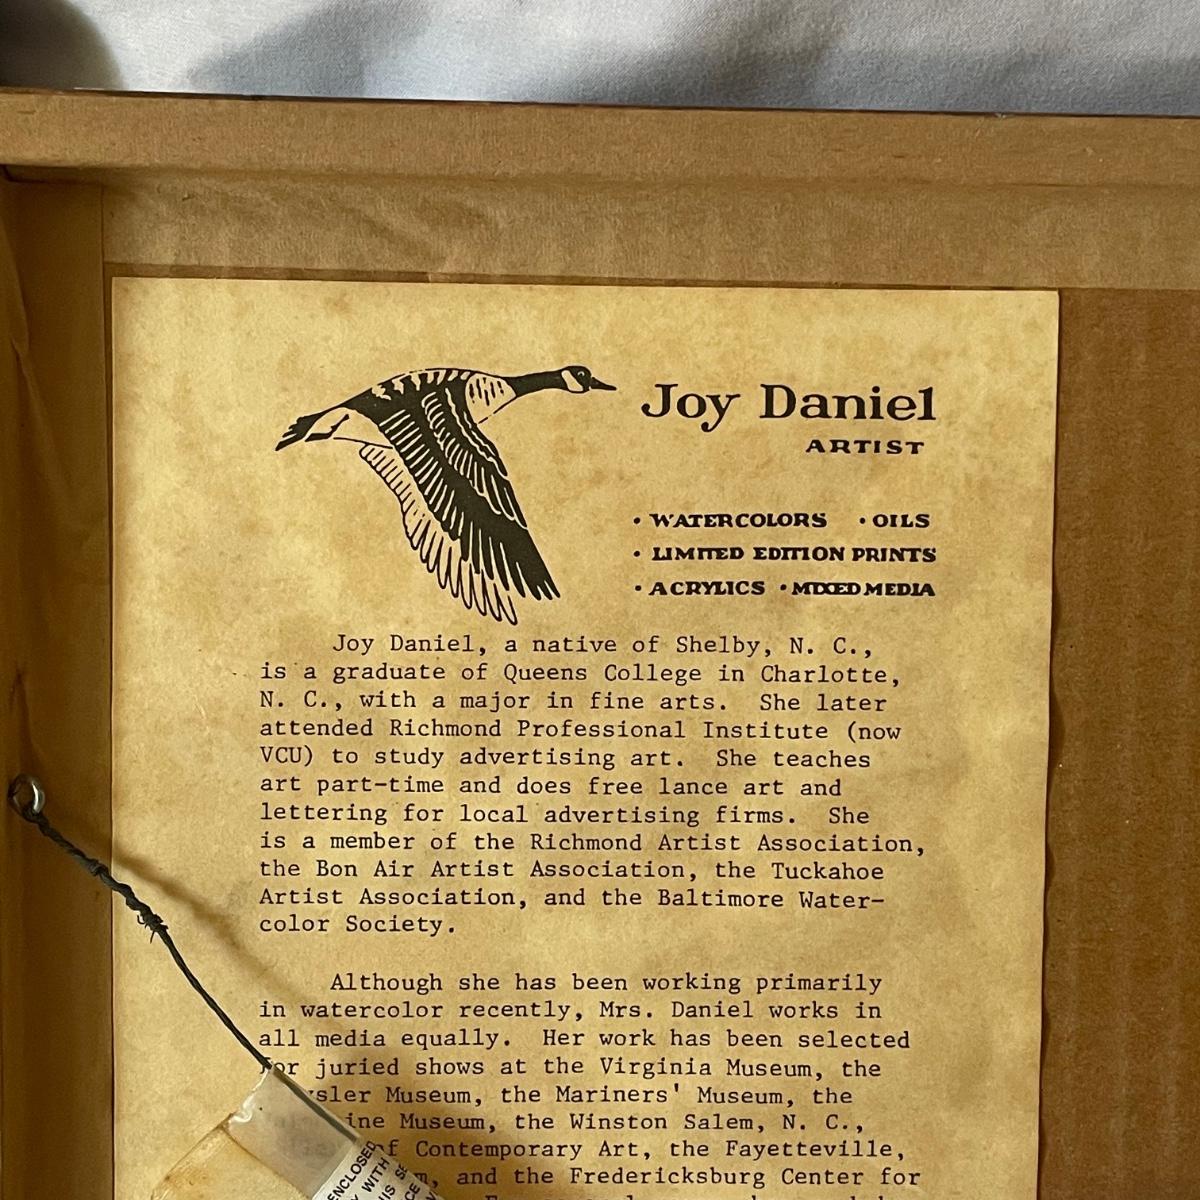 Joy Daniel
ARTIST
• WATERCOLORS • OILS
• LIMITED EDITION PRINTS
• ACRYLICS • MIXED MEDIA
Joy Daniel, a native of Shelby, N. C.,
is a graduate of Queens College in Charlotte,
N. C., with a major in fine arts. She later
attended Richmond Professional Institute (now
VCU) to study advertising art. She teaches
art part-time and does free lance art and
lettering for local advertising firms. She
is a member of the Richmond Artist Association,
the Bon Air Artist Association, the Tuckahoe
Artist Association, and the Baltimore Water-
color Society.
Although she has been working primarily
in watercolor recently, Mrs. Daniel works in
all media equally. Her work has been selected
for juried shows at the Virginia Museum, the
Museum, the Mariners' Museum, the
Museum, the Winston Salem, N. C.,
of Contemporary Art, the Fayetteville,
and the Fredericksburg Center for
ENCLOSED
WITH